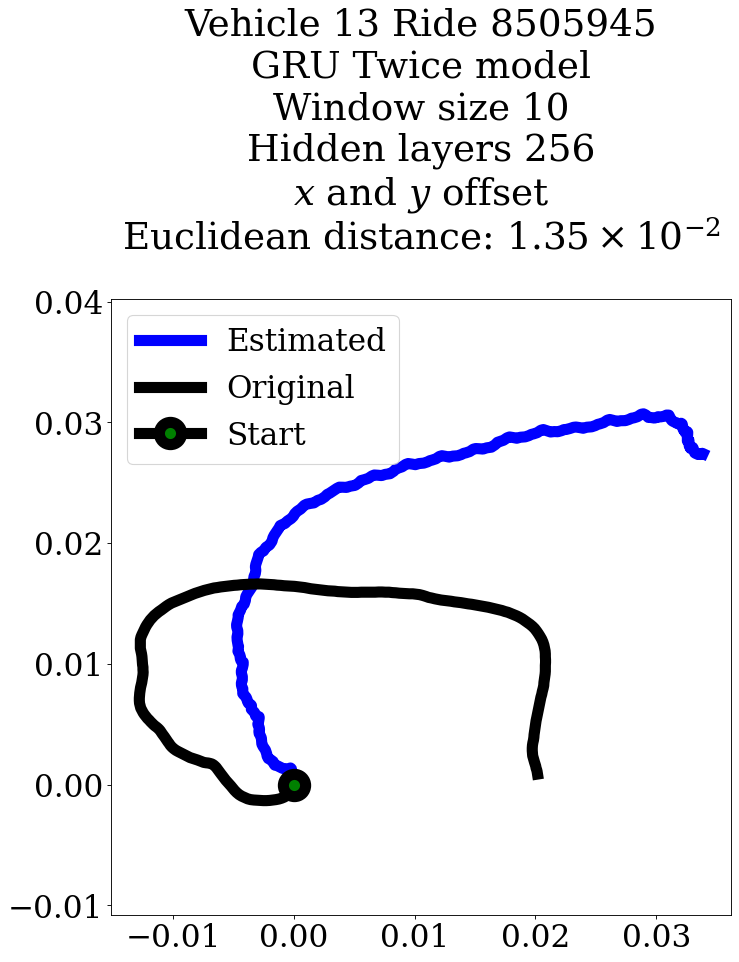 Vehicle 13 Ride 8505945
GRU Twice model
Window size 10
Hidden layers 256
x and y offset
Euclidean distance: 1.35 × 10⁻²
0.04
0.03
0.02
0.01
0.00
−0.01
Estimated
Original
Start
−0.01 0.00 0.01 0.02 0.03